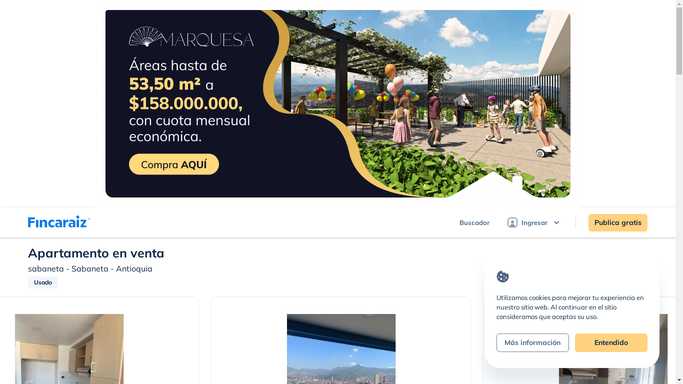 MARQUESA
Áreas hasta de
53,50 m² a
$158.000.000,
con cuota mensual
económica.
Compra AQUÍ
Fincaraiz
Buscador
Ingresar
Publica gratis
Apartamento en venta
sabaneta - Sabaneta - Antioquia
Usado
Utilizamos cookies para mejorar tu experiencia en
nuestro sitio web. Al continuar en el sitio
consideramos que aceptas su uso.
Más información
Entendido